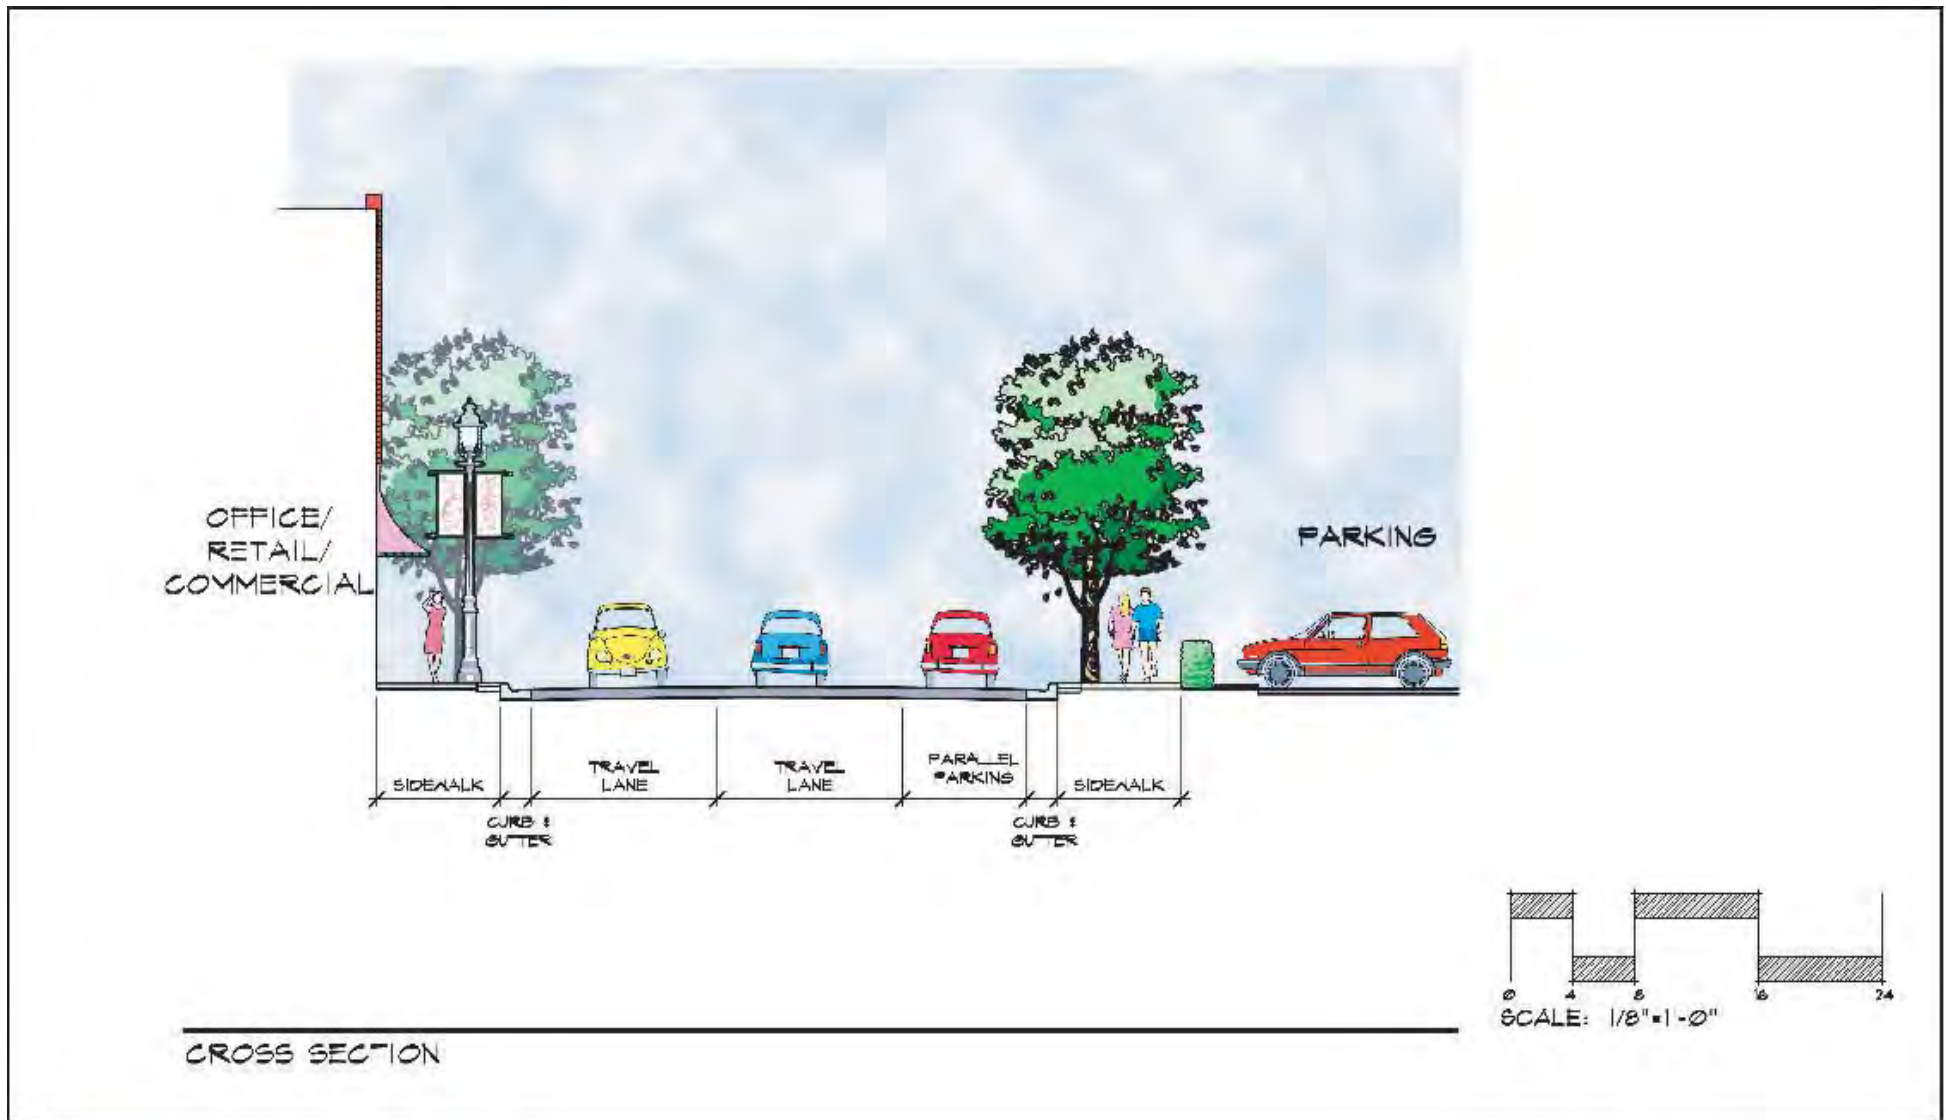 OFFICE/
RETAIL/
COMMERCIAL
PARKING
SIDEWALK
TRAVEL
LANE
TRAVEL
LANE
PARALLEL
PARKING
SIDEWALK
CURB &
GUTTER
CURB &
GUTTER
0 4 8 16 24
SCALE: 1/8"=1'-0"
CROSS SECTION